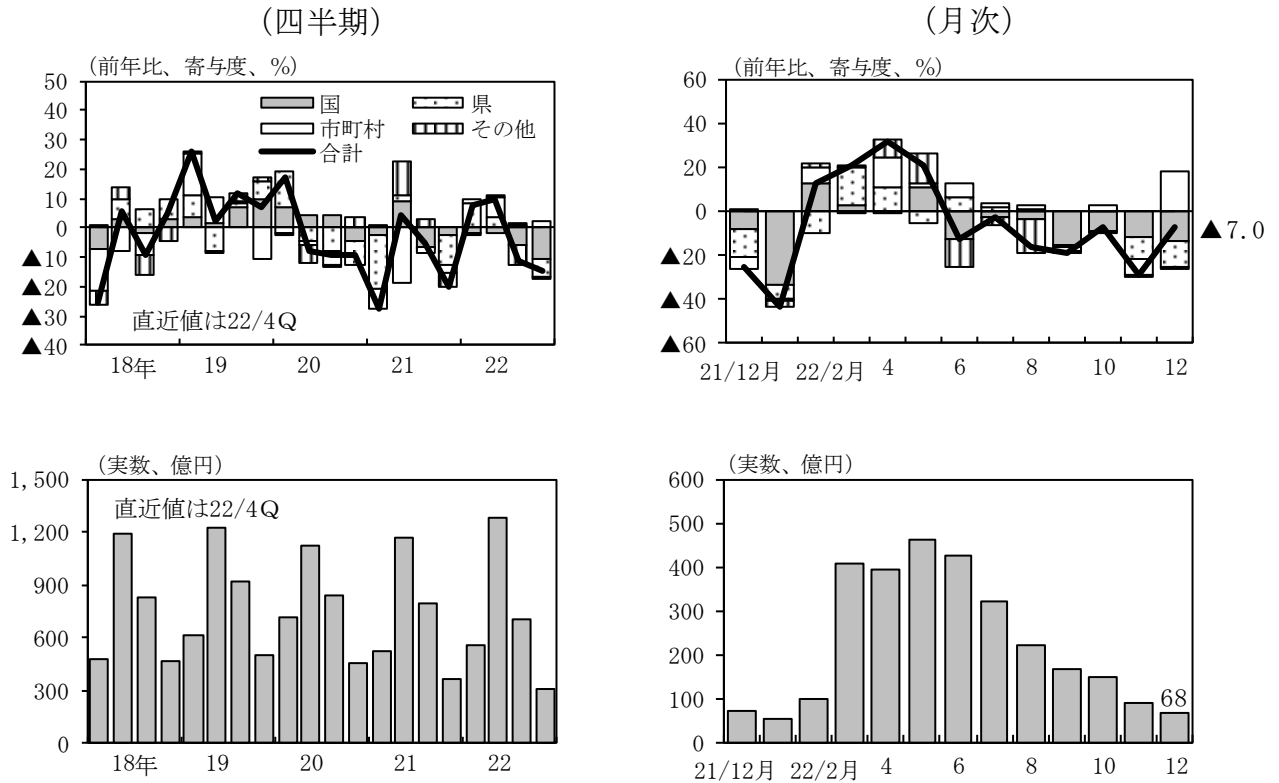 (四半期)
(月次)
(前年比、寄与度、%)
50
40
30
20
10
0
▲10
▲20
▲30
▲40
国
県
市町村
その他
合計
直近値は22/4Q
18年 19 20 21 22
(前年比、寄与度、%)
60
40
20
0
▲20
▲40
▲60
▲7.0
21/12月 22/2月 4 6 8 10 12
(実数、億円)
1,500
1,200
900
600
300
0
直近値は22/4Q
18年 19 20 21 22
(実数、億円)
600
500
400
300
200
100
0
68
21/12月 22/2月 4 6 8 10 12